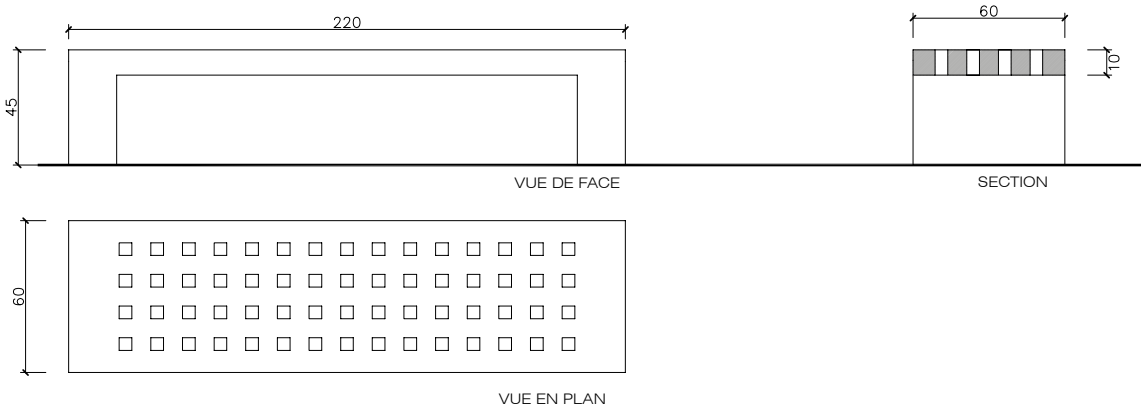 220
60
45
10
VUE DE FACE
SECTION
60
VUE EN PLAN